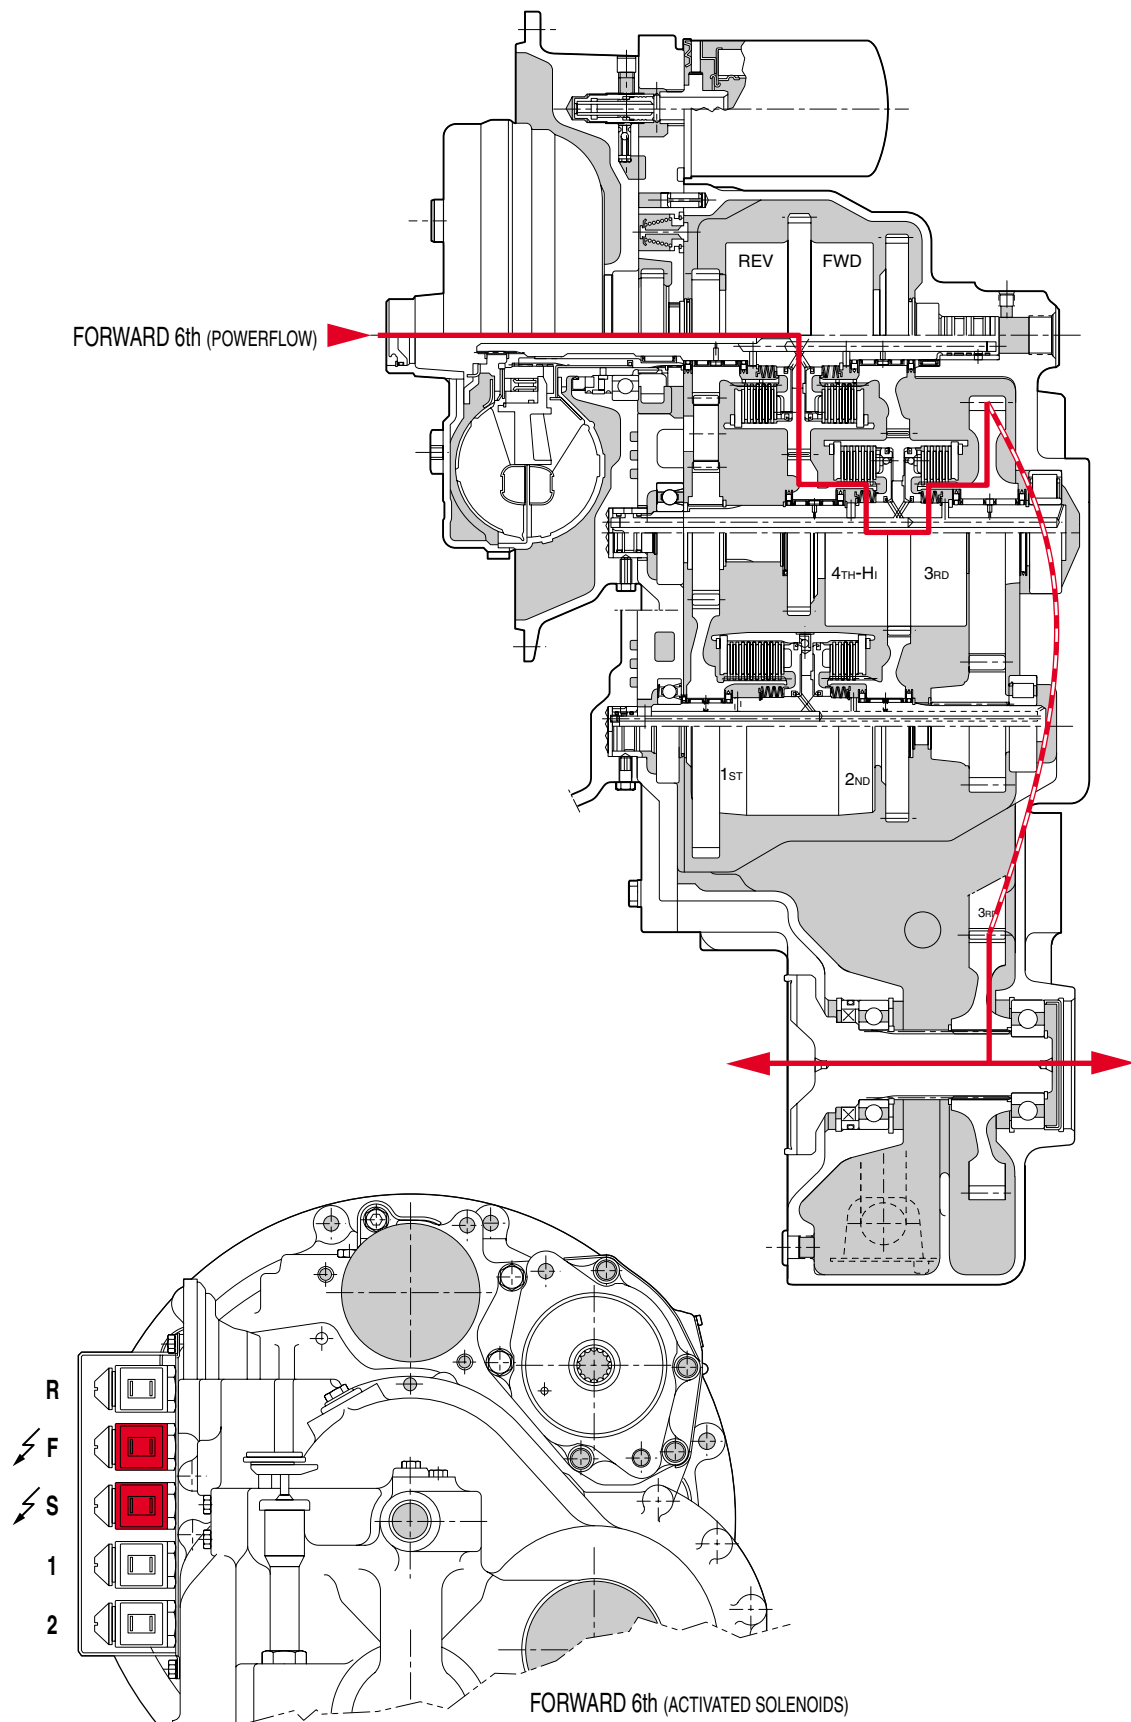 REV FWD
FORWARD 6th (POWERFLOW)
4TH-HI 3RD
1ST 2ND
3RD
R
F
S
1
2
FORWARD 6th (ACTIVATED SOLENOIDS)